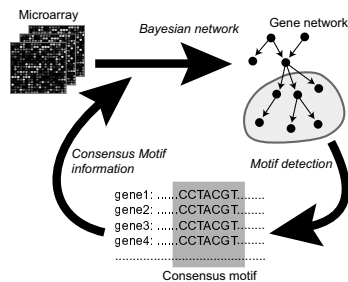 Microarray
Bayesian network
Gene network
Consensus Motif
information
Motif detection
gene1: ......CCTACGT........
gene2: ......CCTACGT........
gene3: ......CCTACGT........
gene4: ......CCTACGT........
..............................................
Consensus motif